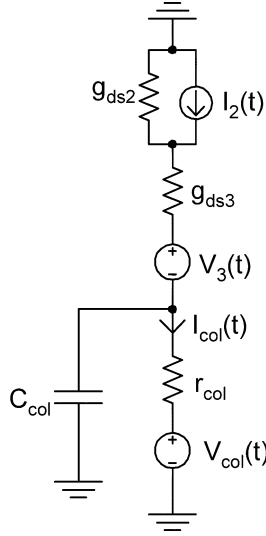 g_ds2
I_2(t)
g_ds3
+
-
V_3(t)
I_col(t)
C_col
r_col
+
-
V_col(t)